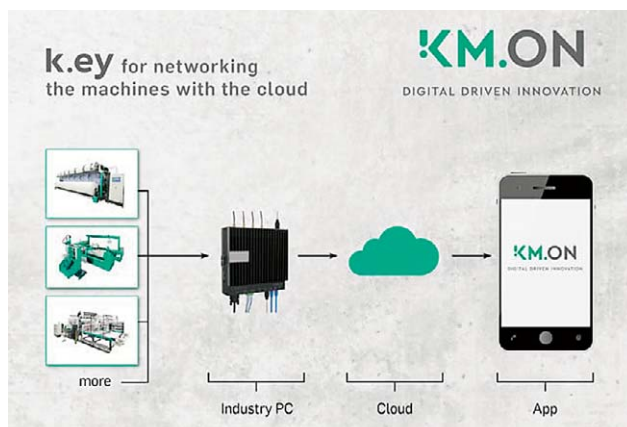 k.ey for networking
the machines with the cloud
KM.ON
DIGITAL DRIVEN INNOVATION
KM.ON
DIGITAL DRIVEN INNOVATION
more
Industry PC
Cloud
App